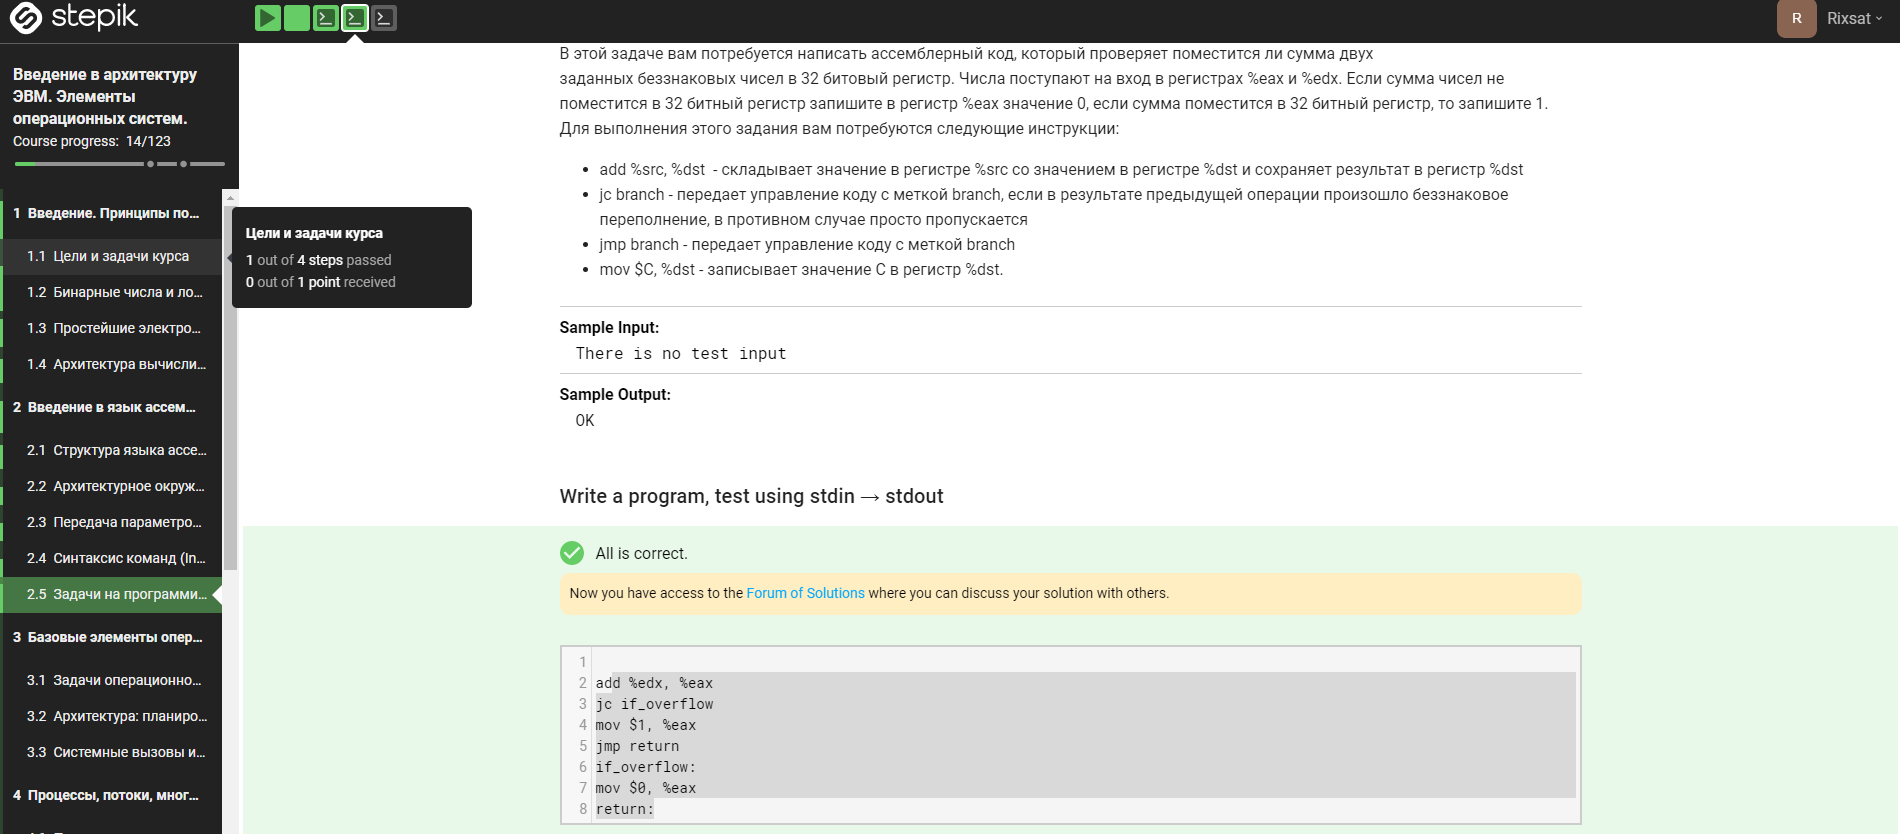 stepik
R
Rixsat
Введение в архитектуру
ЭВМ. Элементы
операционных систем.
Course progress: 14/123
1 Введение. Принципы по...
1.1 Цели и задачи курса
1.2 Бинарные числа и ло...
1.3 Простейшие электро...
1.4 Архитектура вычисли...
2 Введение в язык ассем...
2.1 Структура языка ассе...
2.2 Архитектурное окруж...
2.3 Передача параметро...
2.4 Синтаксис команд (In...
2.5 Задачи на программи...
3 Базовые элементы опер...
3.1 Задачи операционно...
3.2 Архитектура: планиро...
3.3 Системные вызовы и...
4 Процессы, потоки, мног...
Цели и задачи курса
1 out of 4 steps passed
0 out of 1 point received
В этой задаче вам потребуется написать ассемблерный код, который проверяет поместится ли сумма двух
заданных беззнаковых чисел в 32 битовый регистр. Числа поступают на вход в регистрах %eax и %edx. Если сумма чисел не
поместится в 32 битный регистр запишите в регистр %eax значение 0, если сумма поместится в 32 битный регистр, то запишите 1.
Для выполнения этого задания вам потребуются следующие инструкции:
• add %src, %dst - складывает значение в регистре %src со значением в регистре %dst и сохраняет результат в регистр %dst
• jc branch - передает управление коду с меткой branch, если в результате предыдущей операции произошло беззнаковое
переполнение, в противном случае просто пропускается
• jmp branch - передает управление коду с меткой branch
• mov $C, %dst - записывает значение C в регистр %dst.
Sample Input:
There is no test input
Sample Output:
OK
Write a program, test using stdin → stdout
All is correct.
Now you have access to the Forum of Solutions where you can discuss your solution with others.
1
2 add %edx, %eax
3 jc if_overflow
4 mov $1, %eax
5 jmp return
6 if_overflow:
7 mov $0, %eax
8 return: